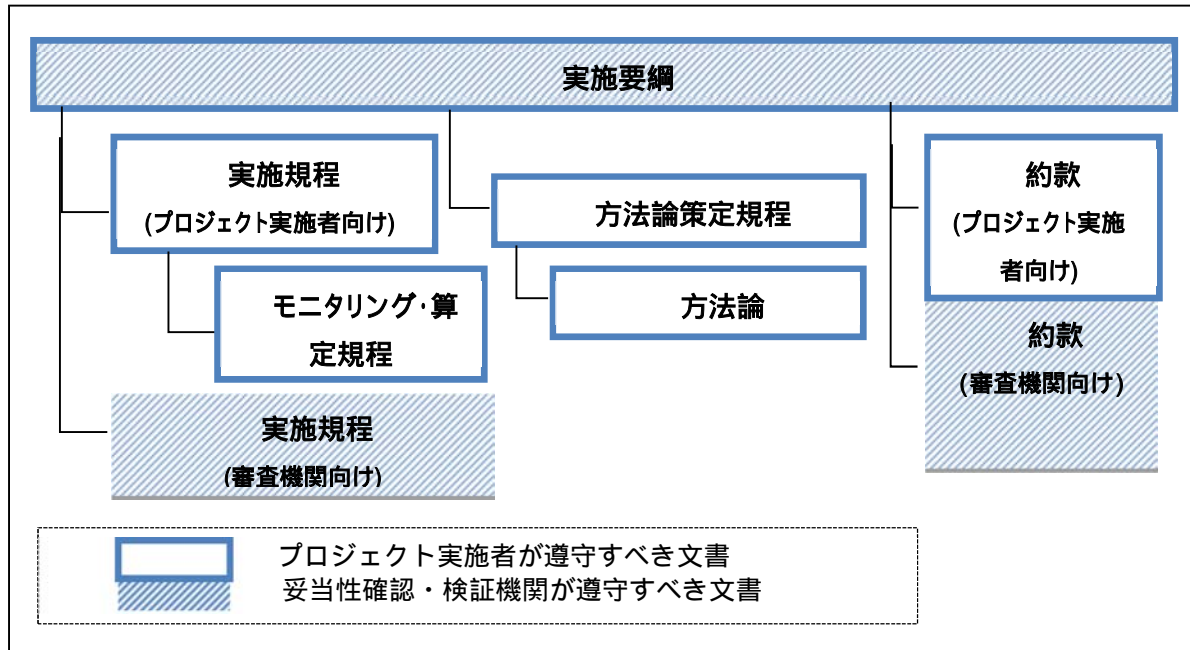 実施要綱
実施規程
(プロジェクト実施者向け)
モニタリング・算
定規程
実施規程
(審査機関向け)
方法論策定規程
方法論
約款
(プロジェクト実施
者向け)
約款
(審査機関向け)
プロジェクト実施者が遵守すべき文書
妥当性確認・検証機関が遵守すべき文書